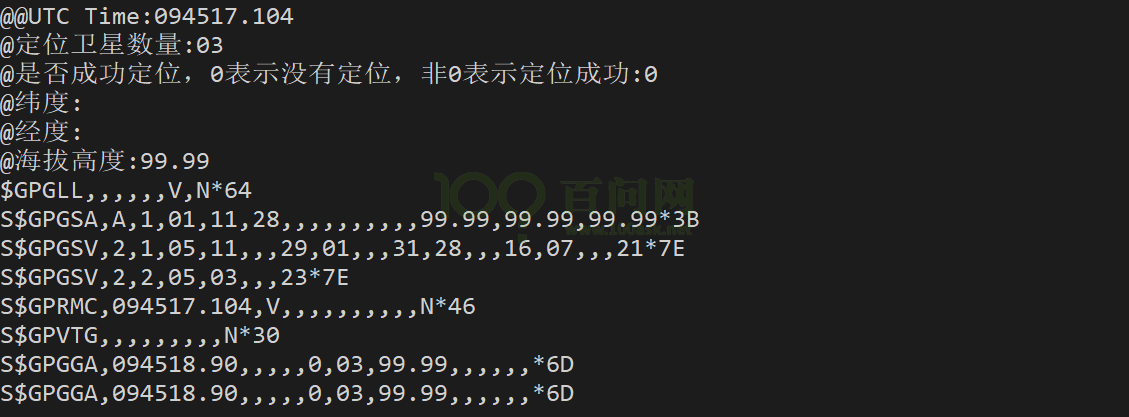 @@UTC Time:094517.104
@定位卫星数量:03
@是否成功定位，0表示没有定位，非0表示定位成功:0
@纬度:
@经度:
@海拔高度:99.99
$GPGLL,,,,,,V,N*64
S$GPGSA,A,1,01,11,28,,,,,,,,,,99.99,99.99,99.99*3B
S$GPGSV,2,1,05,11,,,29,01,,,31,28,,,16,07,,,21*7E
S$GPGSV,2,2,05,03,,,23*7E
S$GPRMC,094517.104,V,,,,,,,,,,N*46
S$GPVTG,,,,,,,,,N*30
S$GPGGA,094518.90,,,,,0,03,99.99,,,,,,*6D
S$GPGGA,094518.90,,,,,0,03,99.99,,,,,,*6D
100
百问网